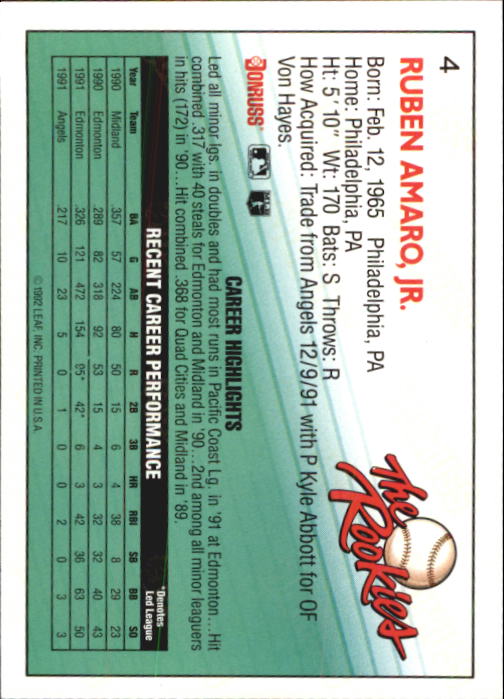 4
The Rookies
RUBEN AMARO, JR.
Born: Feb. 12, 1965 Philadelphia, PA
Home: Philadelphia, PA
Ht: 5' 10" Wt: 170 Bats: S Throws: R
How Acquired: Trade from Angels 12/9/91 with P Kyle Abbott for OF
Von Hayes.
DONRUSS
CAREER HIGHLIGHTS
Led all minor lgs. in doubles and had most runs in Pacific Coast Lg. in '91 at Edmonton...Hit
combined .317 with 40 steals for Edmonton and Midland in '90...2nd among all minor leaguers
in hits (172) in '90...Hit combined .368 for Quad Cities and Midland in '89.
RECENT CAREER PERFORMANCE
*Denotes
Led League
Year Team BA G AB H R 2B 3B HR RBI SB BB SO
1990 Midland .357 57 224 80 50 15 6 4 38 8 29 23
1990 Edmonton .289 82 318 92 53 15 4 3 32 32 40 43
1991 Edmonton .326 121 472 154 95* 42* 6 3 42 36 63 50
1991 Angels .217 10 23 5 0 1 0 0 2 0 3 3
©1992 LEAF, INC. PRINTED IN U.S.A.